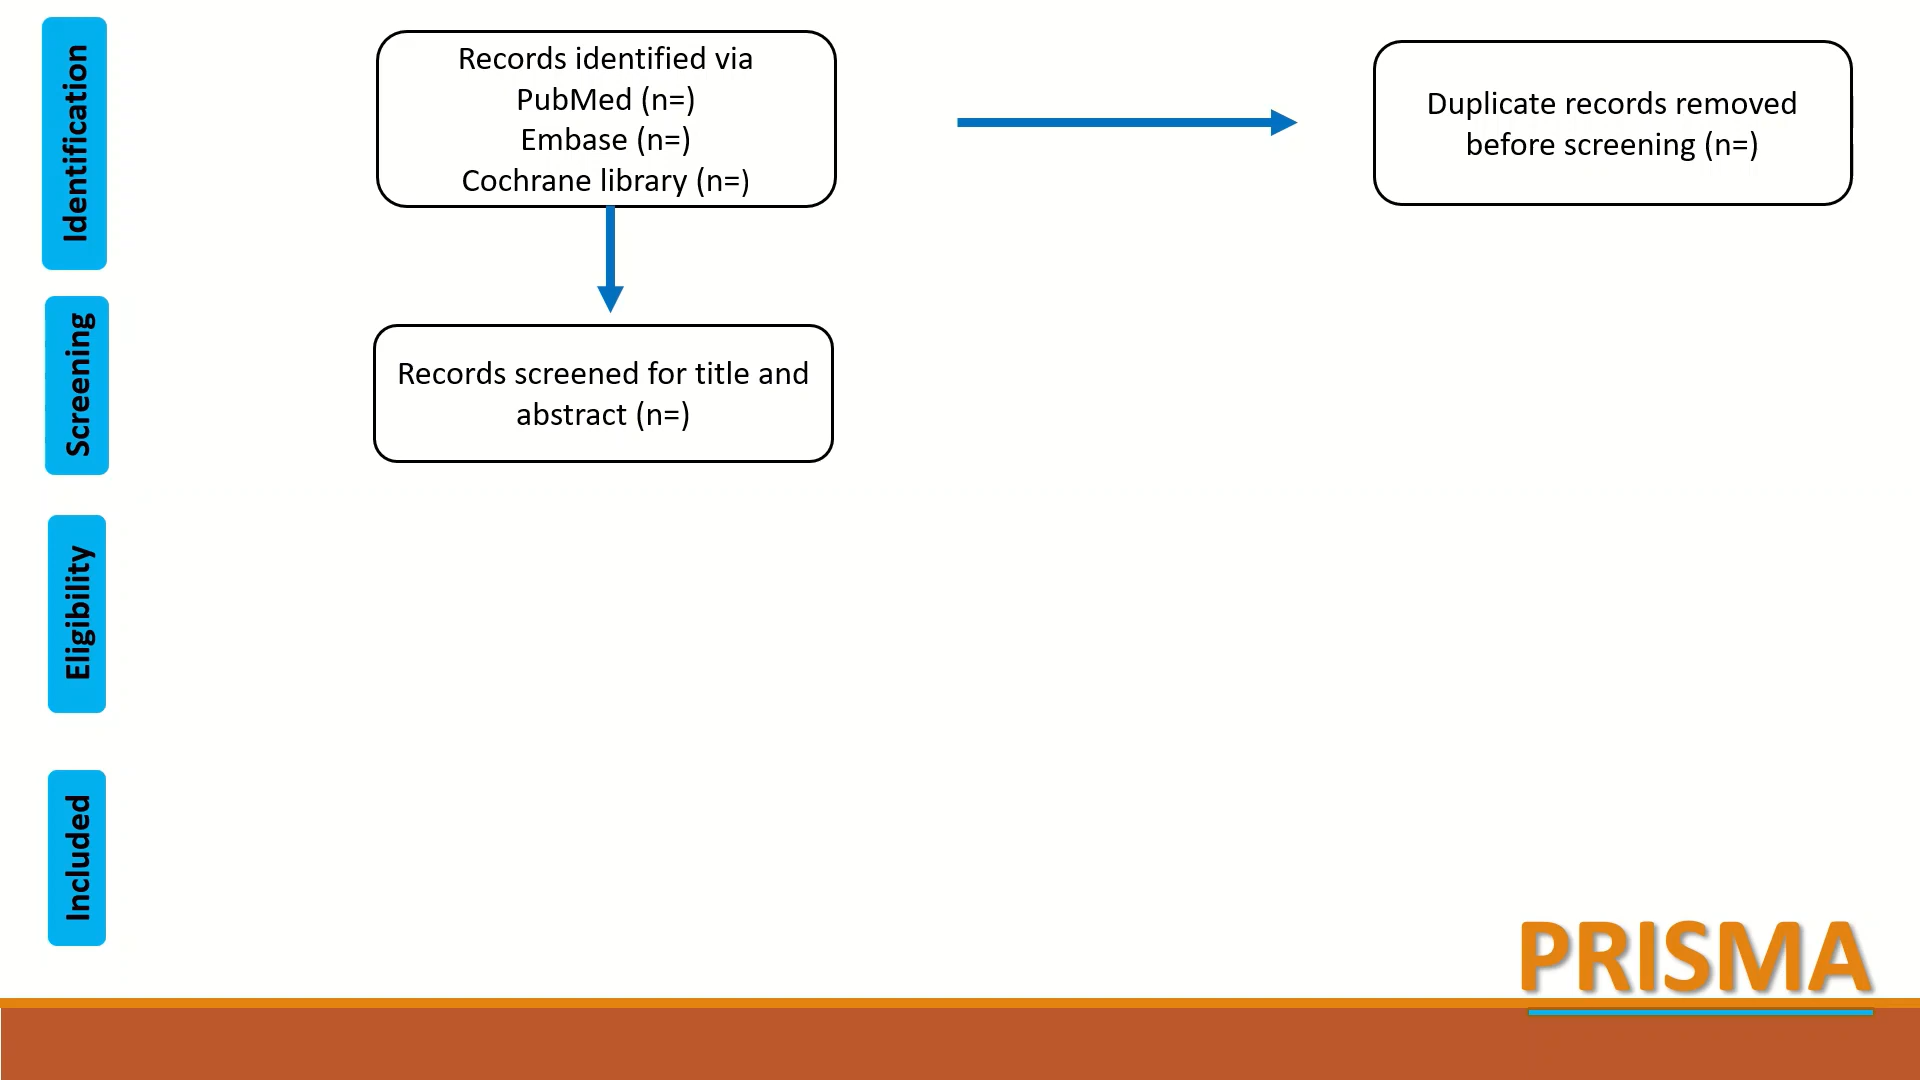 Identification
Records identified via
PubMed (n=)
Embase (n=)
Cochrane library (n=)
Duplicate records removed
before screening (n=)
Screening
Records screened for title and
abstract (n=)
Eligibility
Included
PRISMA